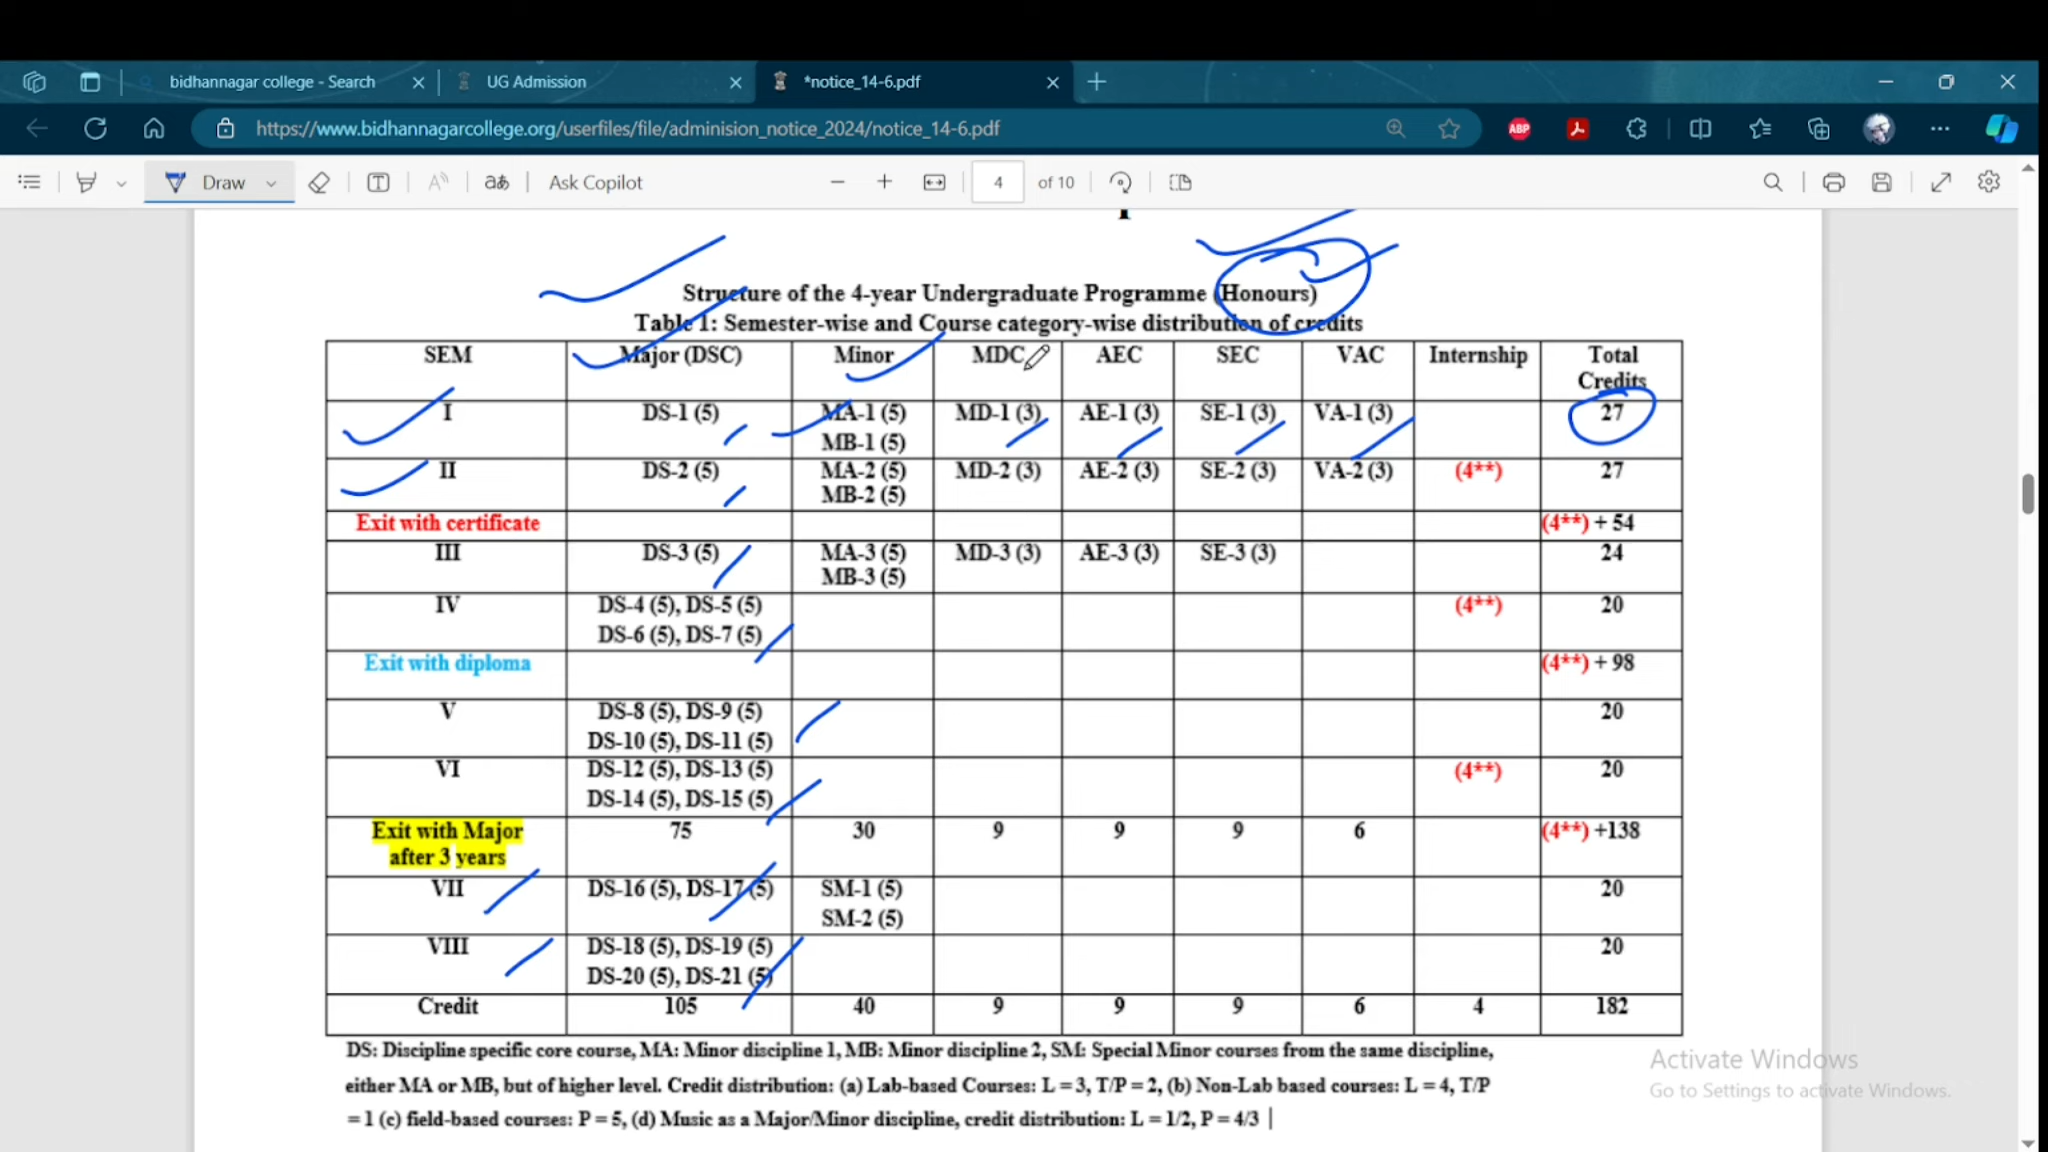 bidhannagar college - Search
UG Admission
*notice_14-6.pdf
https://www.bidhannagarcollege.org/userfiles/file/adminision_notice_2024/notice_14-6.pdf
ABP
Draw
Ask Copilot
4 of 10
Structure of the 4-year Undergraduate Programme (Honours)
Table 1: Semester-wise and Course category-wise distribution of credits
SEM Major (DSC) Minor MDC AEC SEC VAC Internship Total Credits
I DS-1 (5) MA-1 (5) MD-1 (3) AE-1 (3) SE-1 (3) VA-1 (3) 27
MB-1 (5)
II DS-2 (5) MA-2 (5) MD-2 (3) AE-2 (3) SE-2 (3) VA-2 (3) (4**) 27
MB-2 (5)
Exit with certificate (4**) + 54
III DS-3 (5) MA-3 (5) MD-3 (3) AE-3 (3) SE-3 (3) 24
MB-3 (5)
IV DS-4 (5), DS-5 (5) (4**) 20
DS-6 (5), DS-7 (5)
Exit with diploma (4**) + 98
V DS-8 (5), DS-9 (5) 20
DS-10 (5), DS-11 (5)
VI DS-12 (5), DS-13 (5) (4**) 20
DS-14 (5), DS-15 (5)
Exit with Major 75 30 9 9 9 6 (4**) +138
after 3 years
VII DS-16 (5), DS-17 (5) SM-1 (5) 20
SM-2 (5)
VIII DS-18 (5), DS-19 (5) 20
DS-20 (5), DS-21 (5)
Credit 105 40 9 9 9 6 4 182
DS: Discipline specific core course, MA: Minor discipline 1, MB: Minor discipline 2, SM: Special Minor courses from the same discipline,
either MA or MB, but of higher level. Credit distribution: (a) Lab-based Courses: L = 3, T/P = 2, (b) Non-Lab based courses: L = 4, T/P
= 1 (c) field-based courses: P = 5, (d) Music as a Major/Minor discipline, credit distribution: L = 1/2, P = 4/3
Activate Windows
Go to Settings to activate Windows.